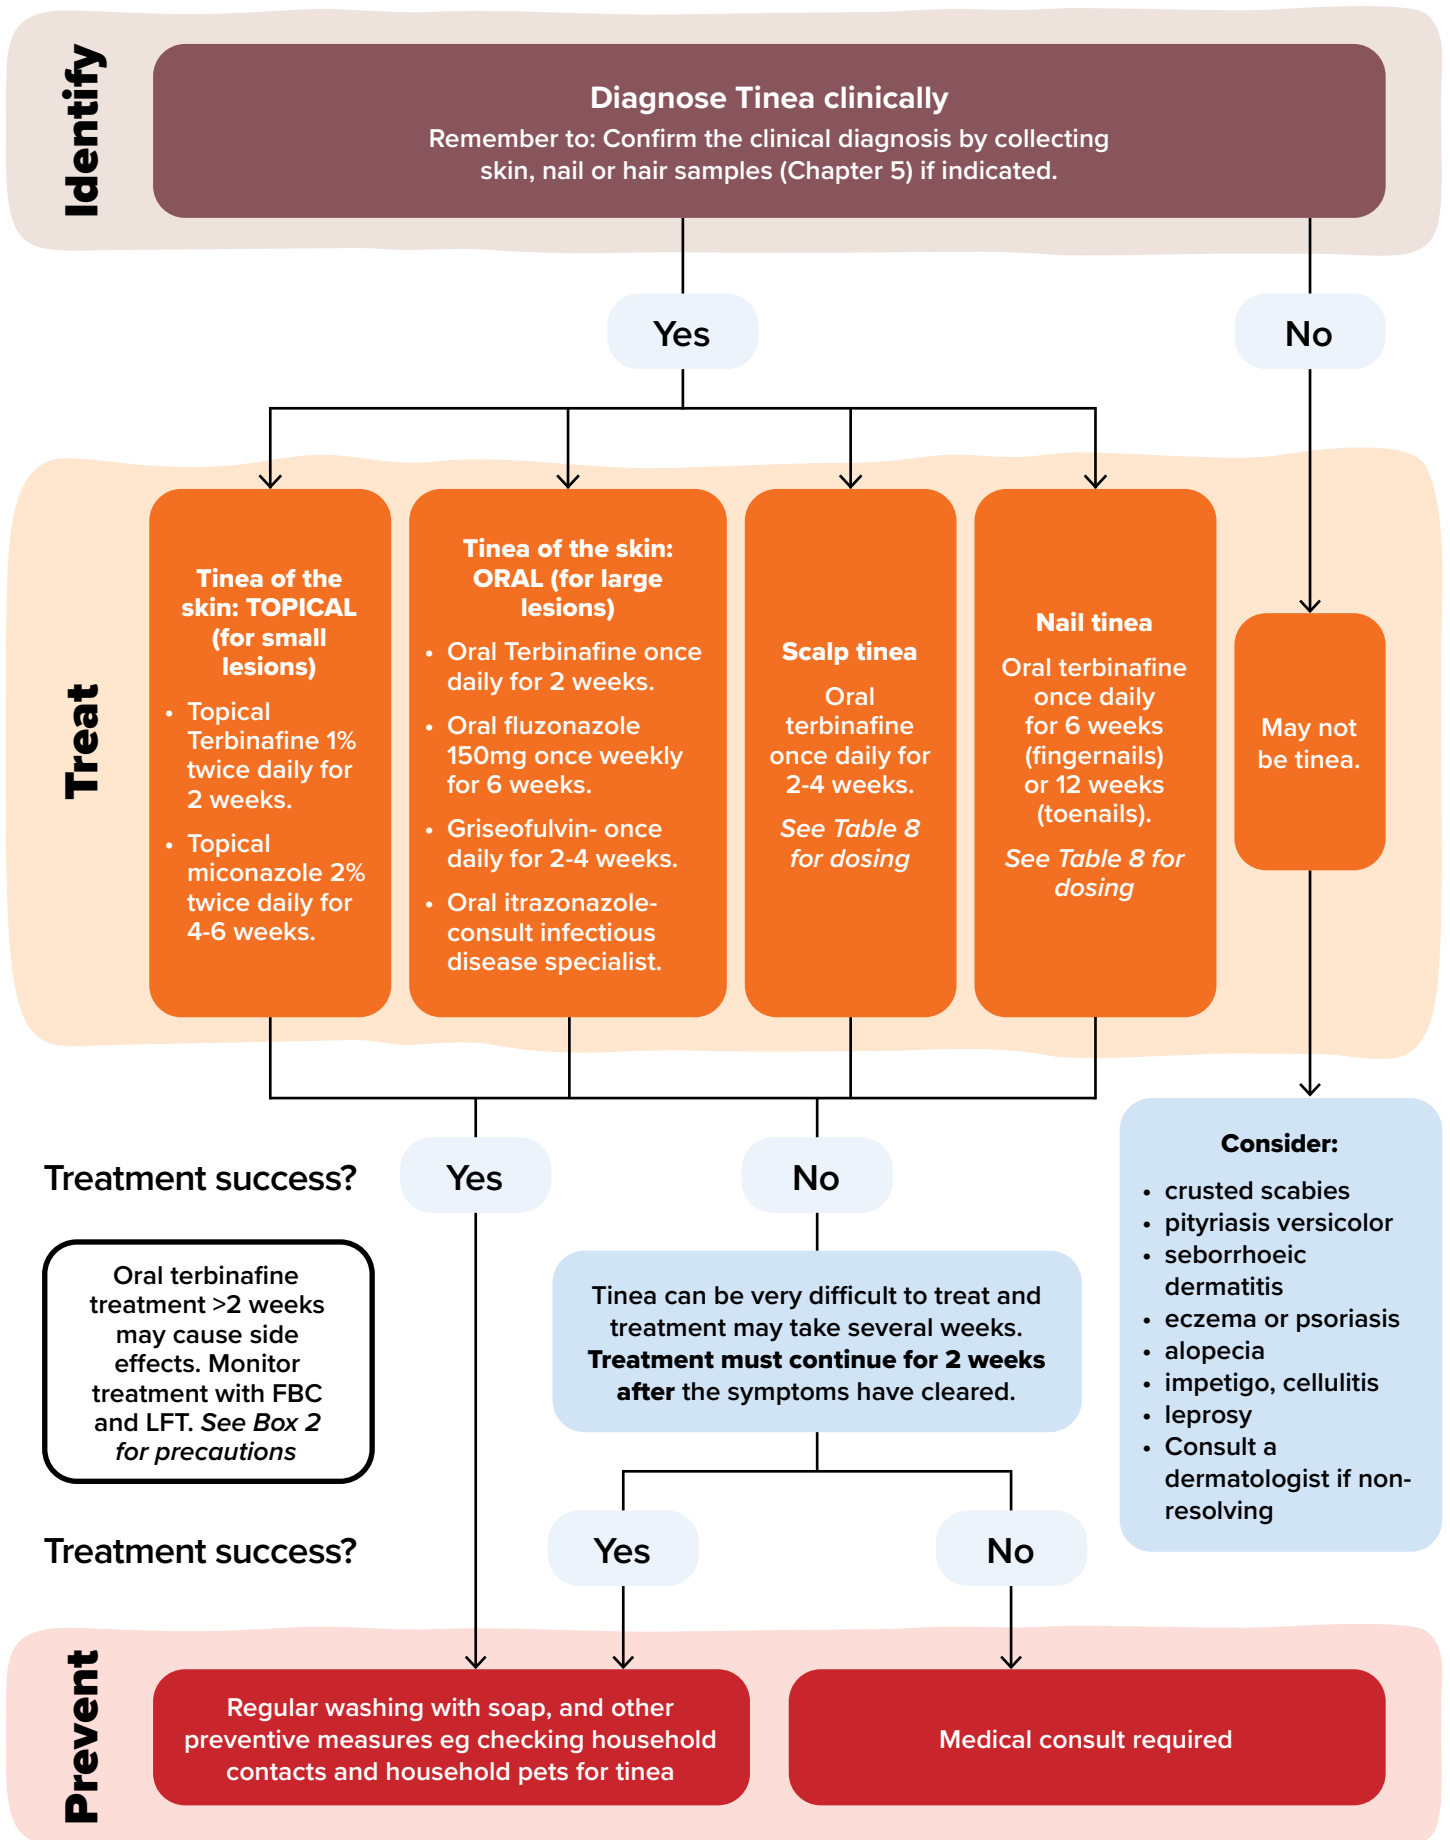 Identify
Diagnose Tinea clinically
Remember to: Confirm the clinical diagnosis by collecting
skin, nail or hair samples (Chapter 5) if indicated.
Yes
No
Treat
Tinea of the
skin: TOPICAL
(for small
lesions)
• Topical
Terbinafine 1%
twice daily for
2 weeks.
• Topical
miconazole 2%
twice daily for
4-6 weeks.
Tinea of the skin:
ORAL (for large
lesions)
• Oral Terbinafine once
daily for 2 weeks.
• Oral fluzonazole
150mg once weekly
for 6 weeks.
• Griseofulvin- once
daily for 2-4 weeks.
• Oral itrazonazole-
consult infectious
disease specialist.
Scalp tinea
Oral
terbinafine
once daily for
2-4 weeks.
See Table 8
for dosing
Nail tinea
Oral terbinafine
once daily
for 6 weeks
(fingernails)
or 12 weeks
(toenails).
See Table 8 for
dosing
May not
be tinea.
Treatment success?
Yes
No
Consider:
• crusted scabies
• pityriasis versicolor
• seborrhoeic
dermatitis
• eczema or psoriasis
• alopecia
• impetigo, cellulitis
• leprosy
• Consult a
dermatologist if non-
resolving
Oral terbinafine
treatment >2 weeks
may cause side
effects. Monitor
treatment with FBC
and LFT. See Box 2
for precautions
Tinea can be very difficult to treat and
treatment may take several weeks.
Treatment must continue for 2 weeks
after the symptoms have cleared.
Treatment success?
Yes
No
Prevent
Regular washing with soap, and other
preventive measures eg checking household
contacts and household pets for tinea
Medical consult required